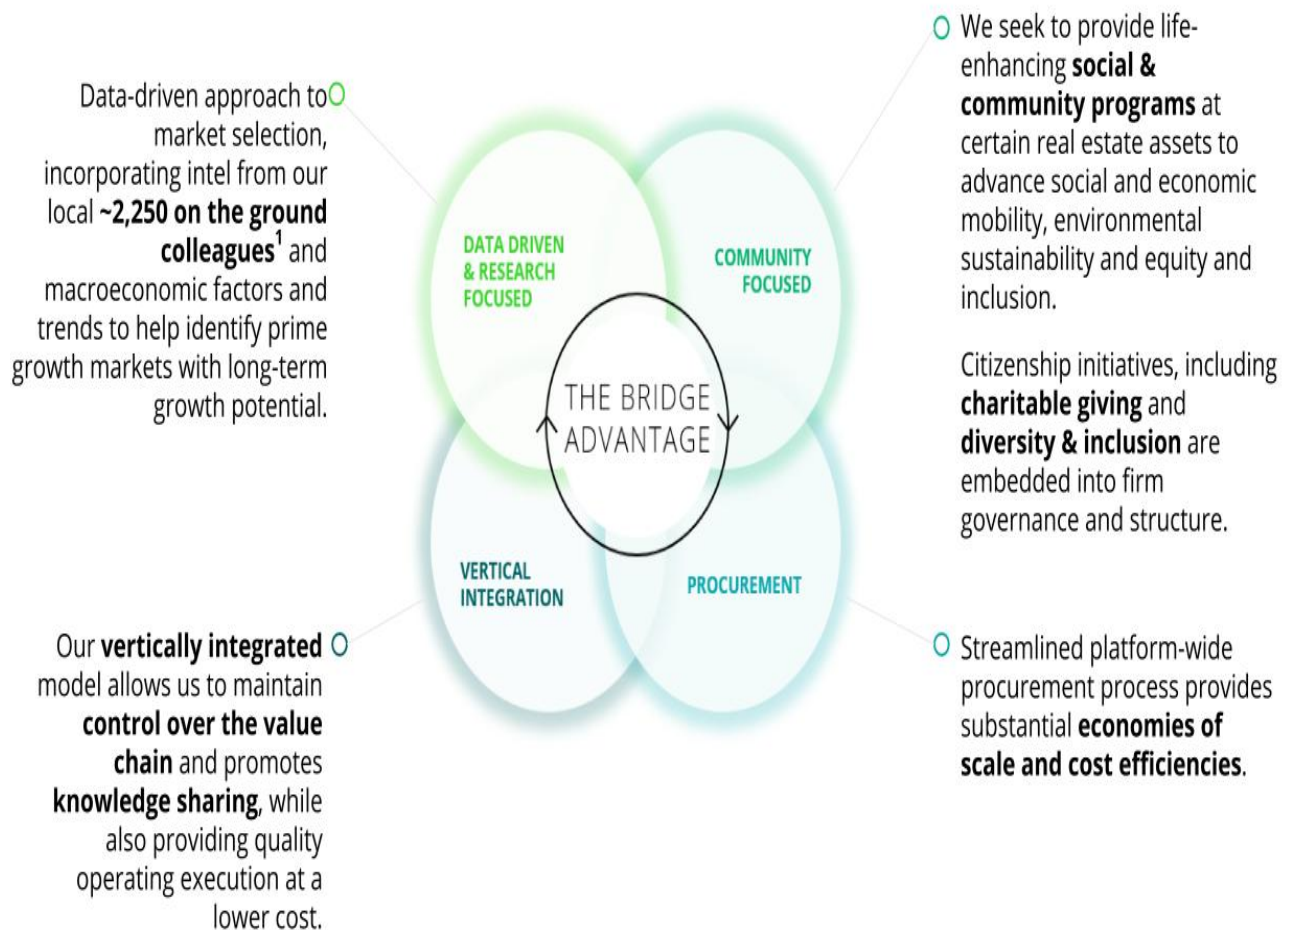 Data-driven approach to
market selection,
incorporating intel from our
local ~2,250 on the ground
colleagues¹ and
macroeconomic factors and
trends to help identify prime
growth markets with long-term
growth potential.
DATA DRIVEN
& RESEARCH
FOCUSED
COMMUNITY
FOCUSED
We seek to provide life-
enhancing social &
community programs at
certain real estate assets to
advance social and economic
mobility, environmental
sustainability and equity and
inclusion.
Citizenship initiatives, including
charitable giving and
diversity & inclusion are
embedded into firm
governance and structure.
THE BRIDGE
ADVANTAGE
VERTICAL
INTEGRATION
PROCUREMENT
Our vertically integrated
model allows us to maintain
control over the value
chain and promotes
knowledge sharing, while
also providing quality
operating execution at a
lower cost.
Streamlined platform-wide
procurement process provides
substantial economies of
scale and cost efficiencies.